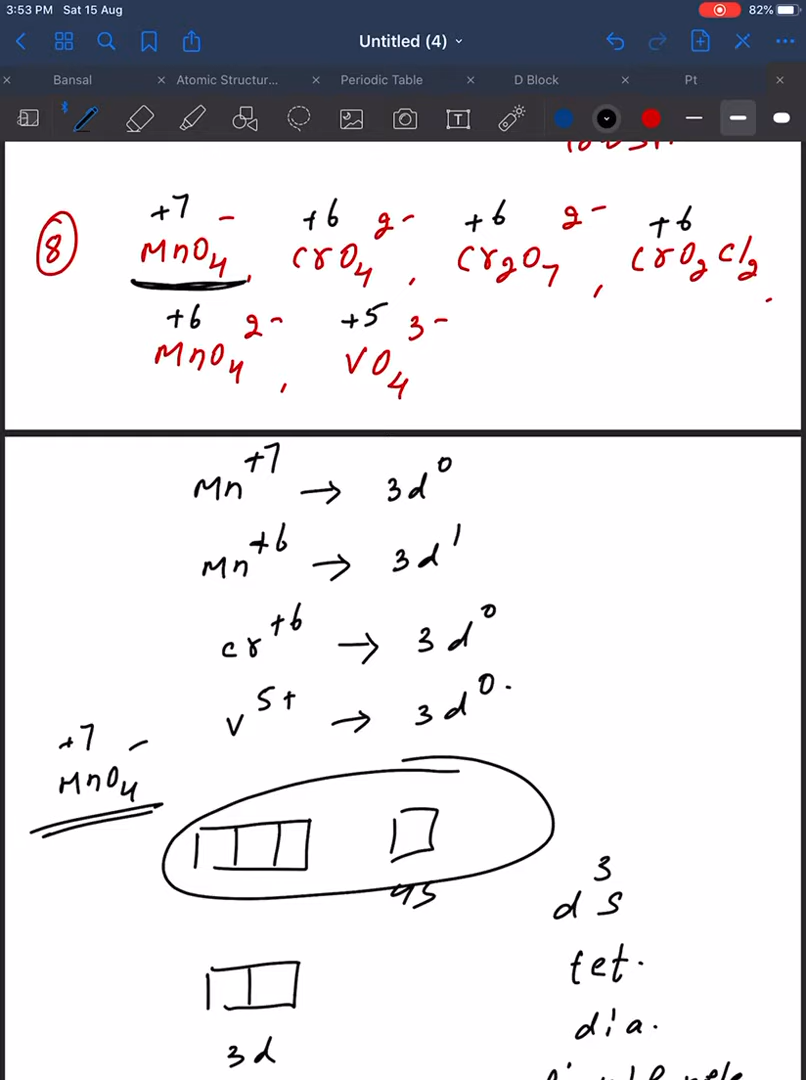 3:53 PM Sat 15 Aug 82%
Untitled (4)
Bansal Atomic Structur... Periodic Table D Block Pt
+7 +6 +6 +6
8 MnO4⁻, CrO4²⁻, Cr2O7²⁻, CrO2Cl2.
+6 +5
MnO4²⁻, VO4³⁻
Mn⁺⁷ → 3d⁰
Mn⁺⁶ → 3d¹
Cr⁺⁶ → 3d⁰
V⁵⁺ → 3d⁰.
+7
MnO4⁻
4s
d³s
tet.
3d
dia.